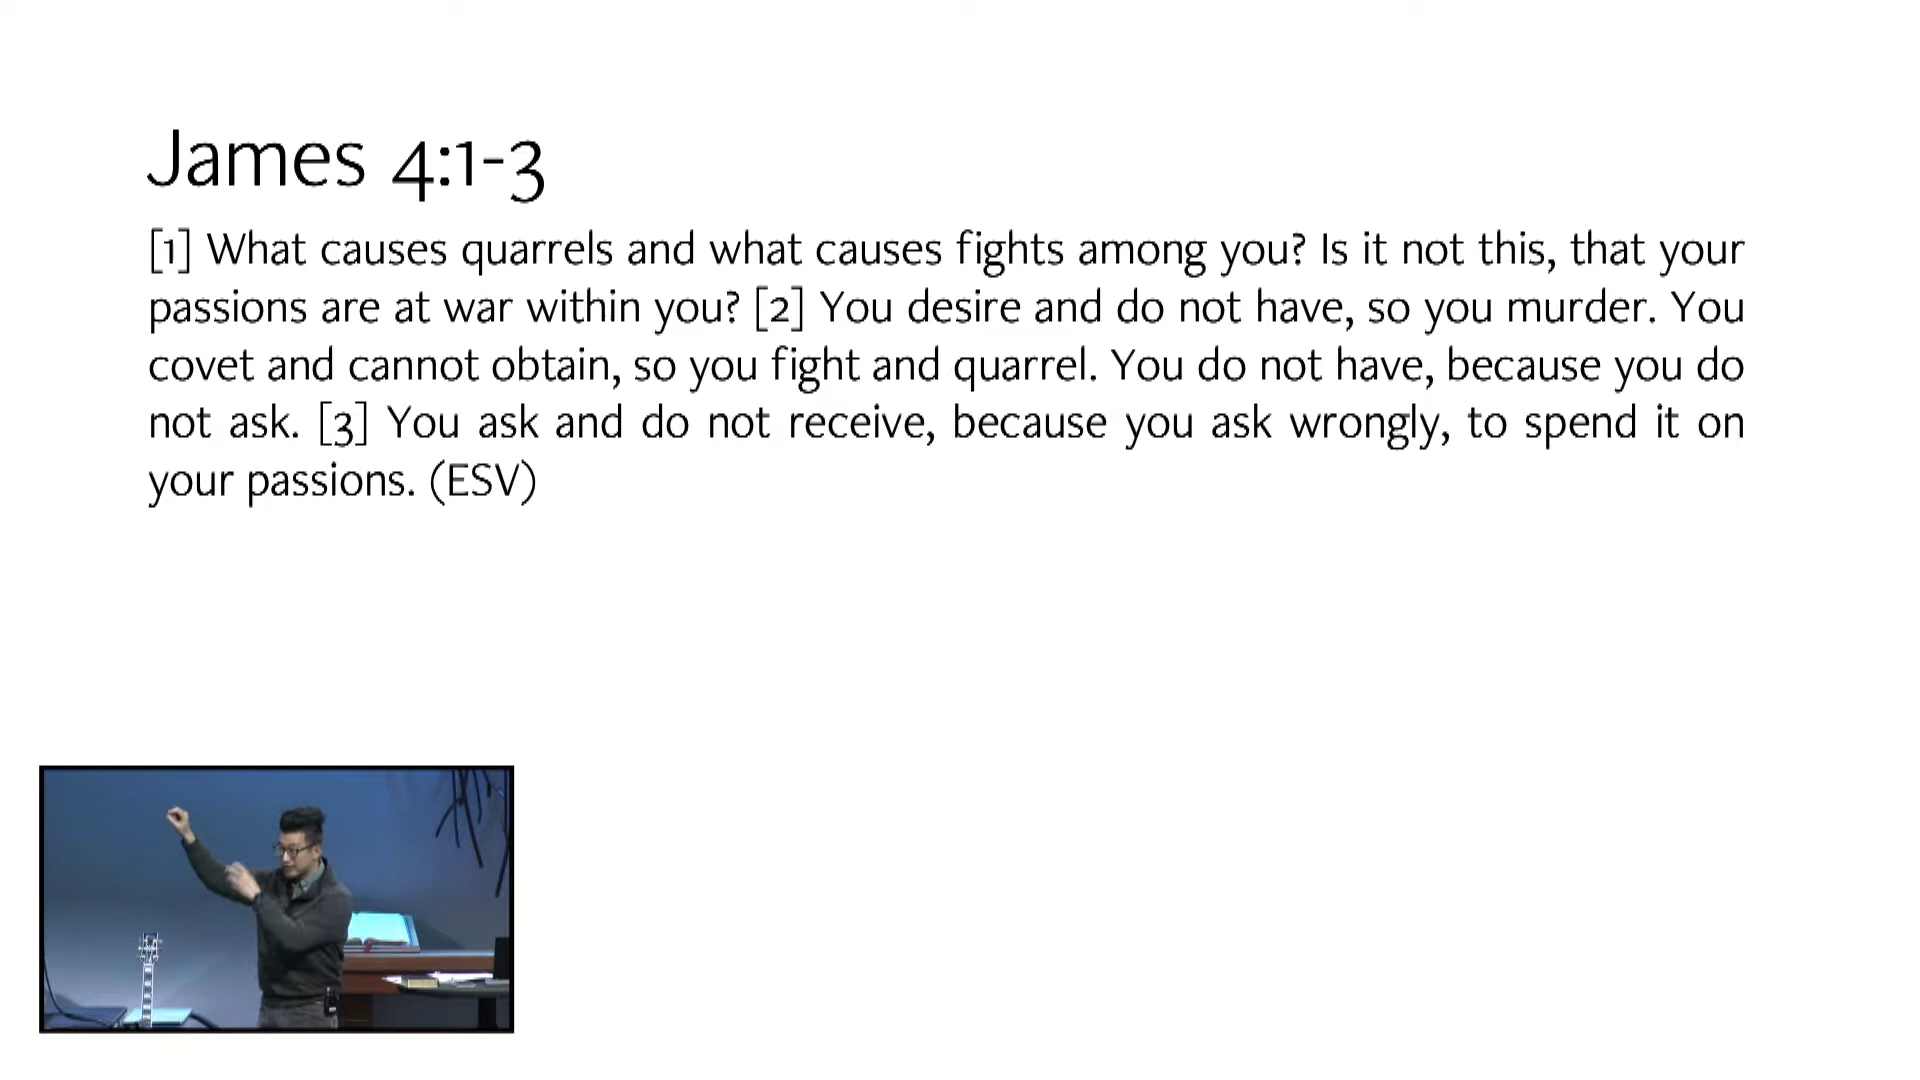 James 4:1-3
[1] What causes quarrels and what causes fights among you? Is it not this, that your
passions are at war within you? [2] You desire and do not have, so you murder. You
covet and cannot obtain, so you fight and quarrel. You do not have, because you do
not ask. [3] You ask and do not receive, because you ask wrongly, to spend it on
your passions. (ESV)